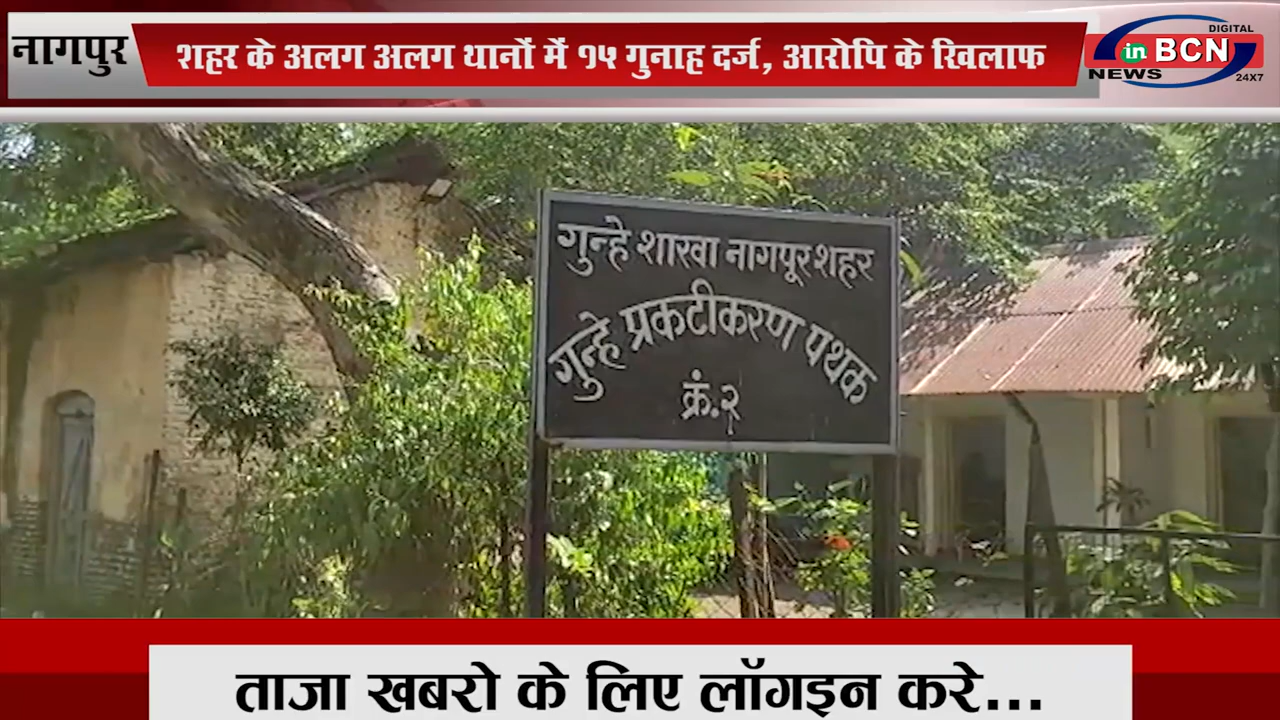 नागपुर
शहर के अलग अलग थानों में १५ गुनाह दर्ज, आरोपि के खिलाफ
DIGITAL
in BCN
NEWS
24X7
गुन्हे शाखा नागपूर शहर
गुन्हे प्रकटीकरण पथक
क्रं.२
ताजा खबरो के लिए लॉगइन करे...